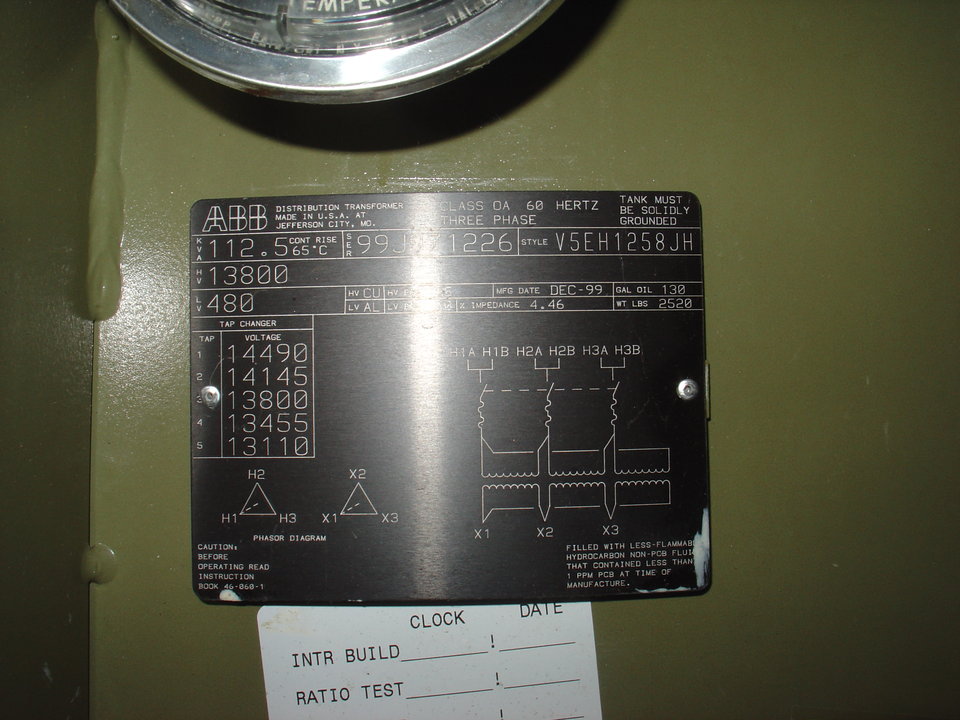 ABB
DISTRIBUTION TRANSFORMER
MADE IN U.S.A. AT
JEFFERSON CITY, MO.
CLASS OA 60 HERTZ
THREE PHASE
TANK MUST
BE SOLIDLY
GROUNDED
KVA 112.5 CONT RISE 65°C
SER 1226
STYLE V5EH1258JH
HV 13800
LV 480
HV CU
LV AL
MFG DATE DEC-99
% IMPEDANCE 4.46
GAL OIL 130
WT LBS 2520
TAP CHANGER
TAP VOLTAGE
1 14490
2 14145
3 13800
4 13455
5 13110
H1A H1B H2A H2B H3A H3B
H2
H1 H3
X2
X1 X3
PHASOR DIAGRAM
X1 X2 X3
CAUTION:
BEFORE
OPERATING READ
INSTRUCTION
BOOK 46-060-1
FILLED WITH LESS-FLAMMABLE
HYDROCARBON NON-PCB FLUID
THAT CONTAINED LESS THAN
1 PPM PCB AT TIME OF
MANUFACTURE.
CLOCK DATE
INTR BUILD !
RATIO TEST !